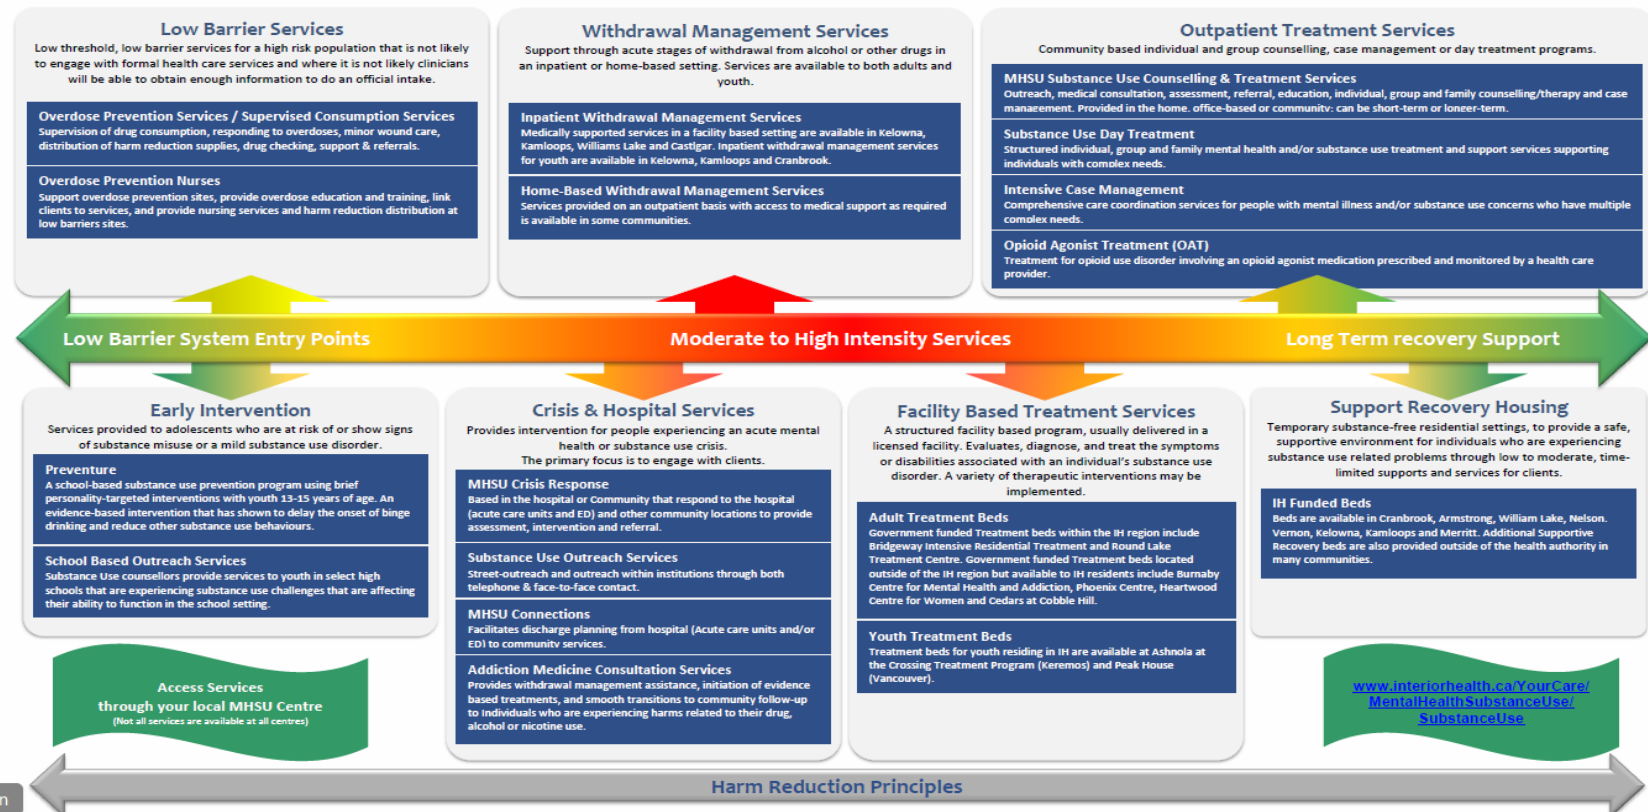 Low Barrier Services
Low threshold, low barrier services for a high risk population that is not likely
to engage with formal health care services and where it is not likely clinicians
will be able to obtain enough information to do an official intake.
Overdose Prevention Services / Supervised Consumption Services
Supervision of drug consumption, responding to overdoses, minor wound care,
distribution of harm reduction supplies, drug checking, support & referrals.
Overdose Prevention Nurses
Support overdose prevention sites, provide overdose education and training, link
clients to services, and provide nursing services and harm reduction distribution at
low barriers sites.
Withdrawal Management Services
Support through acute stages of withdrawal from alcohol or other drugs in
an inpatient or home-based setting. Services are available to both adults and
youth.
Inpatient Withdrawal Management Services
Medically supported services in a facility based setting are available in Kelowna,
Kamloops, Williams Lake and Castlgar. Inpatient withdrawal management services
for youth are available in Kelowna, Kamloops and Cranbrook.
Home-Based Withdrawal Management Services
Services provided on an outpatient basis with access to medical support as required
is available in some communities.
Outpatient Treatment Services
Community based individual and group counselling, case management or day treatment programs.
MHSU Substance Use Counselling & Treatment Services
Outreach, medical consultation, assessment, referral, education, individual, group and family counselling/therapy and case
management. Provided in the home, office-based or community; can be short-term or longer-term.
Substance Use Day Treatment
Structured individual, group and family mental health and/or substance use treatment and support services supporting
individuals with complex needs.
Intensive Case Management
Comprehensive care coordination services for people with mental illness and/or substance use concerns who have multiple
complex needs.
Opioid Agonist Treatment (OAT)
Treatment for opioid use disorder involving an opioid agonist medication prescribed and monitored by a health care
provider.
Low Barrier System Entry Points
Moderate to High Intensity Services
Long Term recovery Support
Early Intervention
Services provided to adolescents who are at risk of or show signs
of substance misuse or a mild substance use disorder.
Preventure
A school-based substance use prevention program using brief
personality-targeted interventions with youth 13-15 years of age. An
evidence-based intervention that has shown to delay the onset of binge
drinking and reduce other substance use behaviours.
School Based Outreach Services
Substance Use counsellors provide services to youth in select high
schools that are experiencing substance use challenges that are affecting
their ability to function in the school setting.
Crisis & Hospital Services
Provides intervention for people experiencing an acute mental
health or substance use crisis.
The primary focus is to engage with clients.
MHSU Crisis Response
Based in the hospital or Community that respond to the hospital
(acute care units and ED) and other community locations to provide
assessment, intervention and referral.
Substance Use Outreach Services
Street-outreach and outreach within institutions through both
telephone & face-to-face contact.
MHSU Connections
Facilitates discharge planning from hospital (Acute care units and/or
ED) to community services.
Addiction Medicine Consultation Services
Provides withdrawal management assistance, initiation of evidence
based treatments, and smooth transitions to community follow-up
to Individuals who are experiencing harms related to their drug,
alcohol or nicotine use.
Facility Based Treatment Services
A structured facility based program, usually delivered in a
licensed facility. Evaluates, diagnose, and treat the symptoms
or disabilities associated with an individual's substance use
disorder. A variety of therapeutic interventions may be
implemented.
Adult Treatment Beds
Government funded Treatment beds within the IH region include
Bridgeway Intensive Residential Treatment and Round Lake
Treatment Centre. Government funded Treatment beds located
outside of the IH region but available to IH residents include Burnaby
Centre for Mental Health and Addiction, Phoenix Centre, Heartwood
Centre for Women and Cedars at Cobble Hill.
Youth Treatment Beds
Treatment beds for youth residing in IH are available at Ashnola at
the Crossing Treatment Program (Keremos) and Peak House
(Vancouver).
Support Recovery Housing
Temporary substance-free residential settings, to provide a safe,
supportive environment for individuals who are experiencing
substance use related problems through low to moderate, time-
limited supports and services for clients.
IH Funded Beds
Beds are available in Cranbrook, Armstrong, William Lake, Nelson.
Vernon, Kelowna, Kamloops and Merritt. Additional Supportive
Recovery beds are also provided outside of the health authority in
many communities.
Access Services
through your local MHSU Centre
(Not all services are available at all centres)
www.interiorhealth.ca/YourCare/
MentalHealthSubstanceUse/
SubstanceUse
Harm Reduction Principles
n